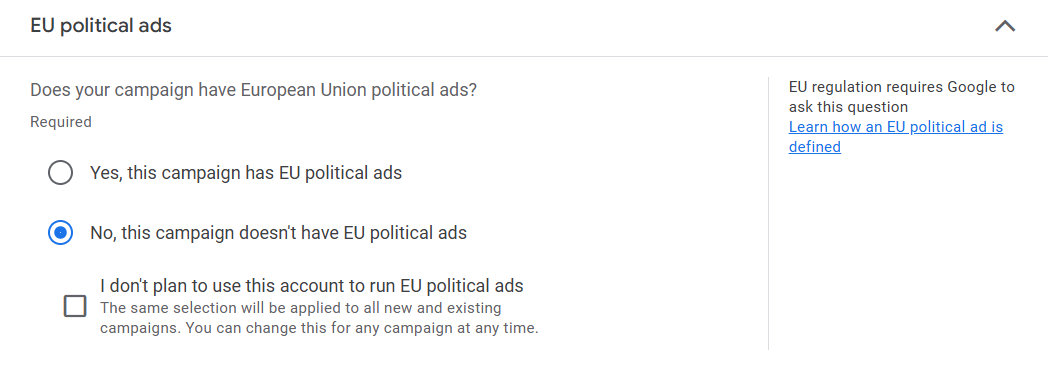 EU political ads
Does your campaign have European Union political ads?
Required
Yes, this campaign has EU political ads
No, this campaign doesn't have EU political ads
I don't plan to use this account to run EU political ads
The same selection will be applied to all new and existing
campaigns. You can change this for any campaign at any time.
EU regulation requires Google to
ask this question
Learn how an EU political ad is
defined